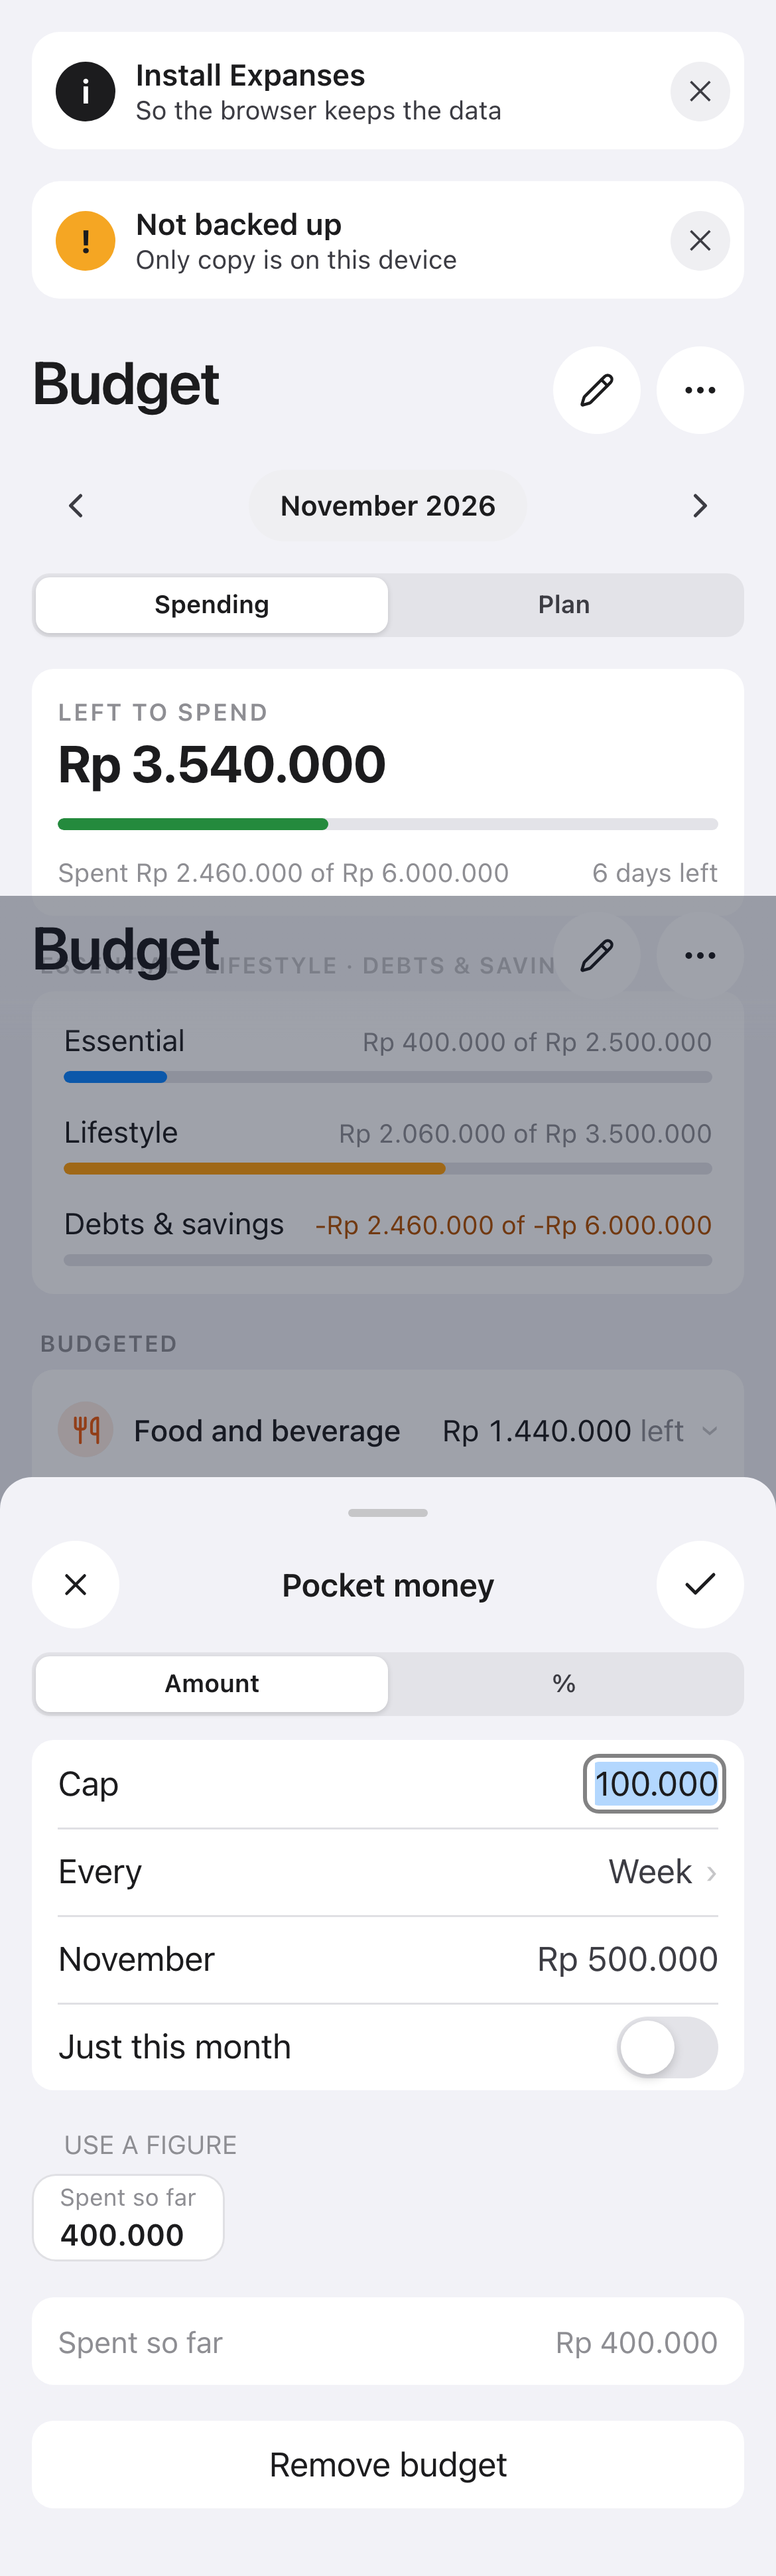 Install Expanses
So the browser keeps the data
Not backed up
Only copy is on this device
Budget
November 2026
Spending
Plan
LEFT TO SPEND
Rp 3.540.000
Spent Rp 2.460.000 of Rp 6.000.000
6 days left
Budget
LIFESTYLE · DEBTS & SAVIN
Essential
Rp 400.000 of Rp 2.500.000
Lifestyle
Rp 2.060.000 of Rp 3.500.000
Debts & savings
-Rp 2.460.000 of -Rp 6.000.000
BUDGETED
Food and beverage
Rp 1.440.000 left
Pocket money
Amount
%
Cap
100.000
Every
Week
November
Rp 500.000
Just this month
USE A FIGURE
Spent so far
400.000
Spent so far
Rp 400.000
Remove budget